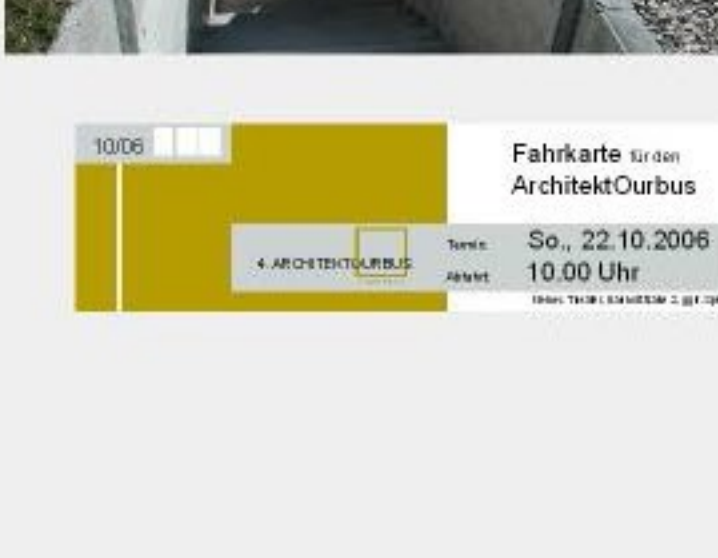 10/06
Fahrkarte für den
ArchitektOurbus
4. ARCHITEKTOURBUS
Termin: So., 22.10.2006
Abfahrt: 10.00 Uhr